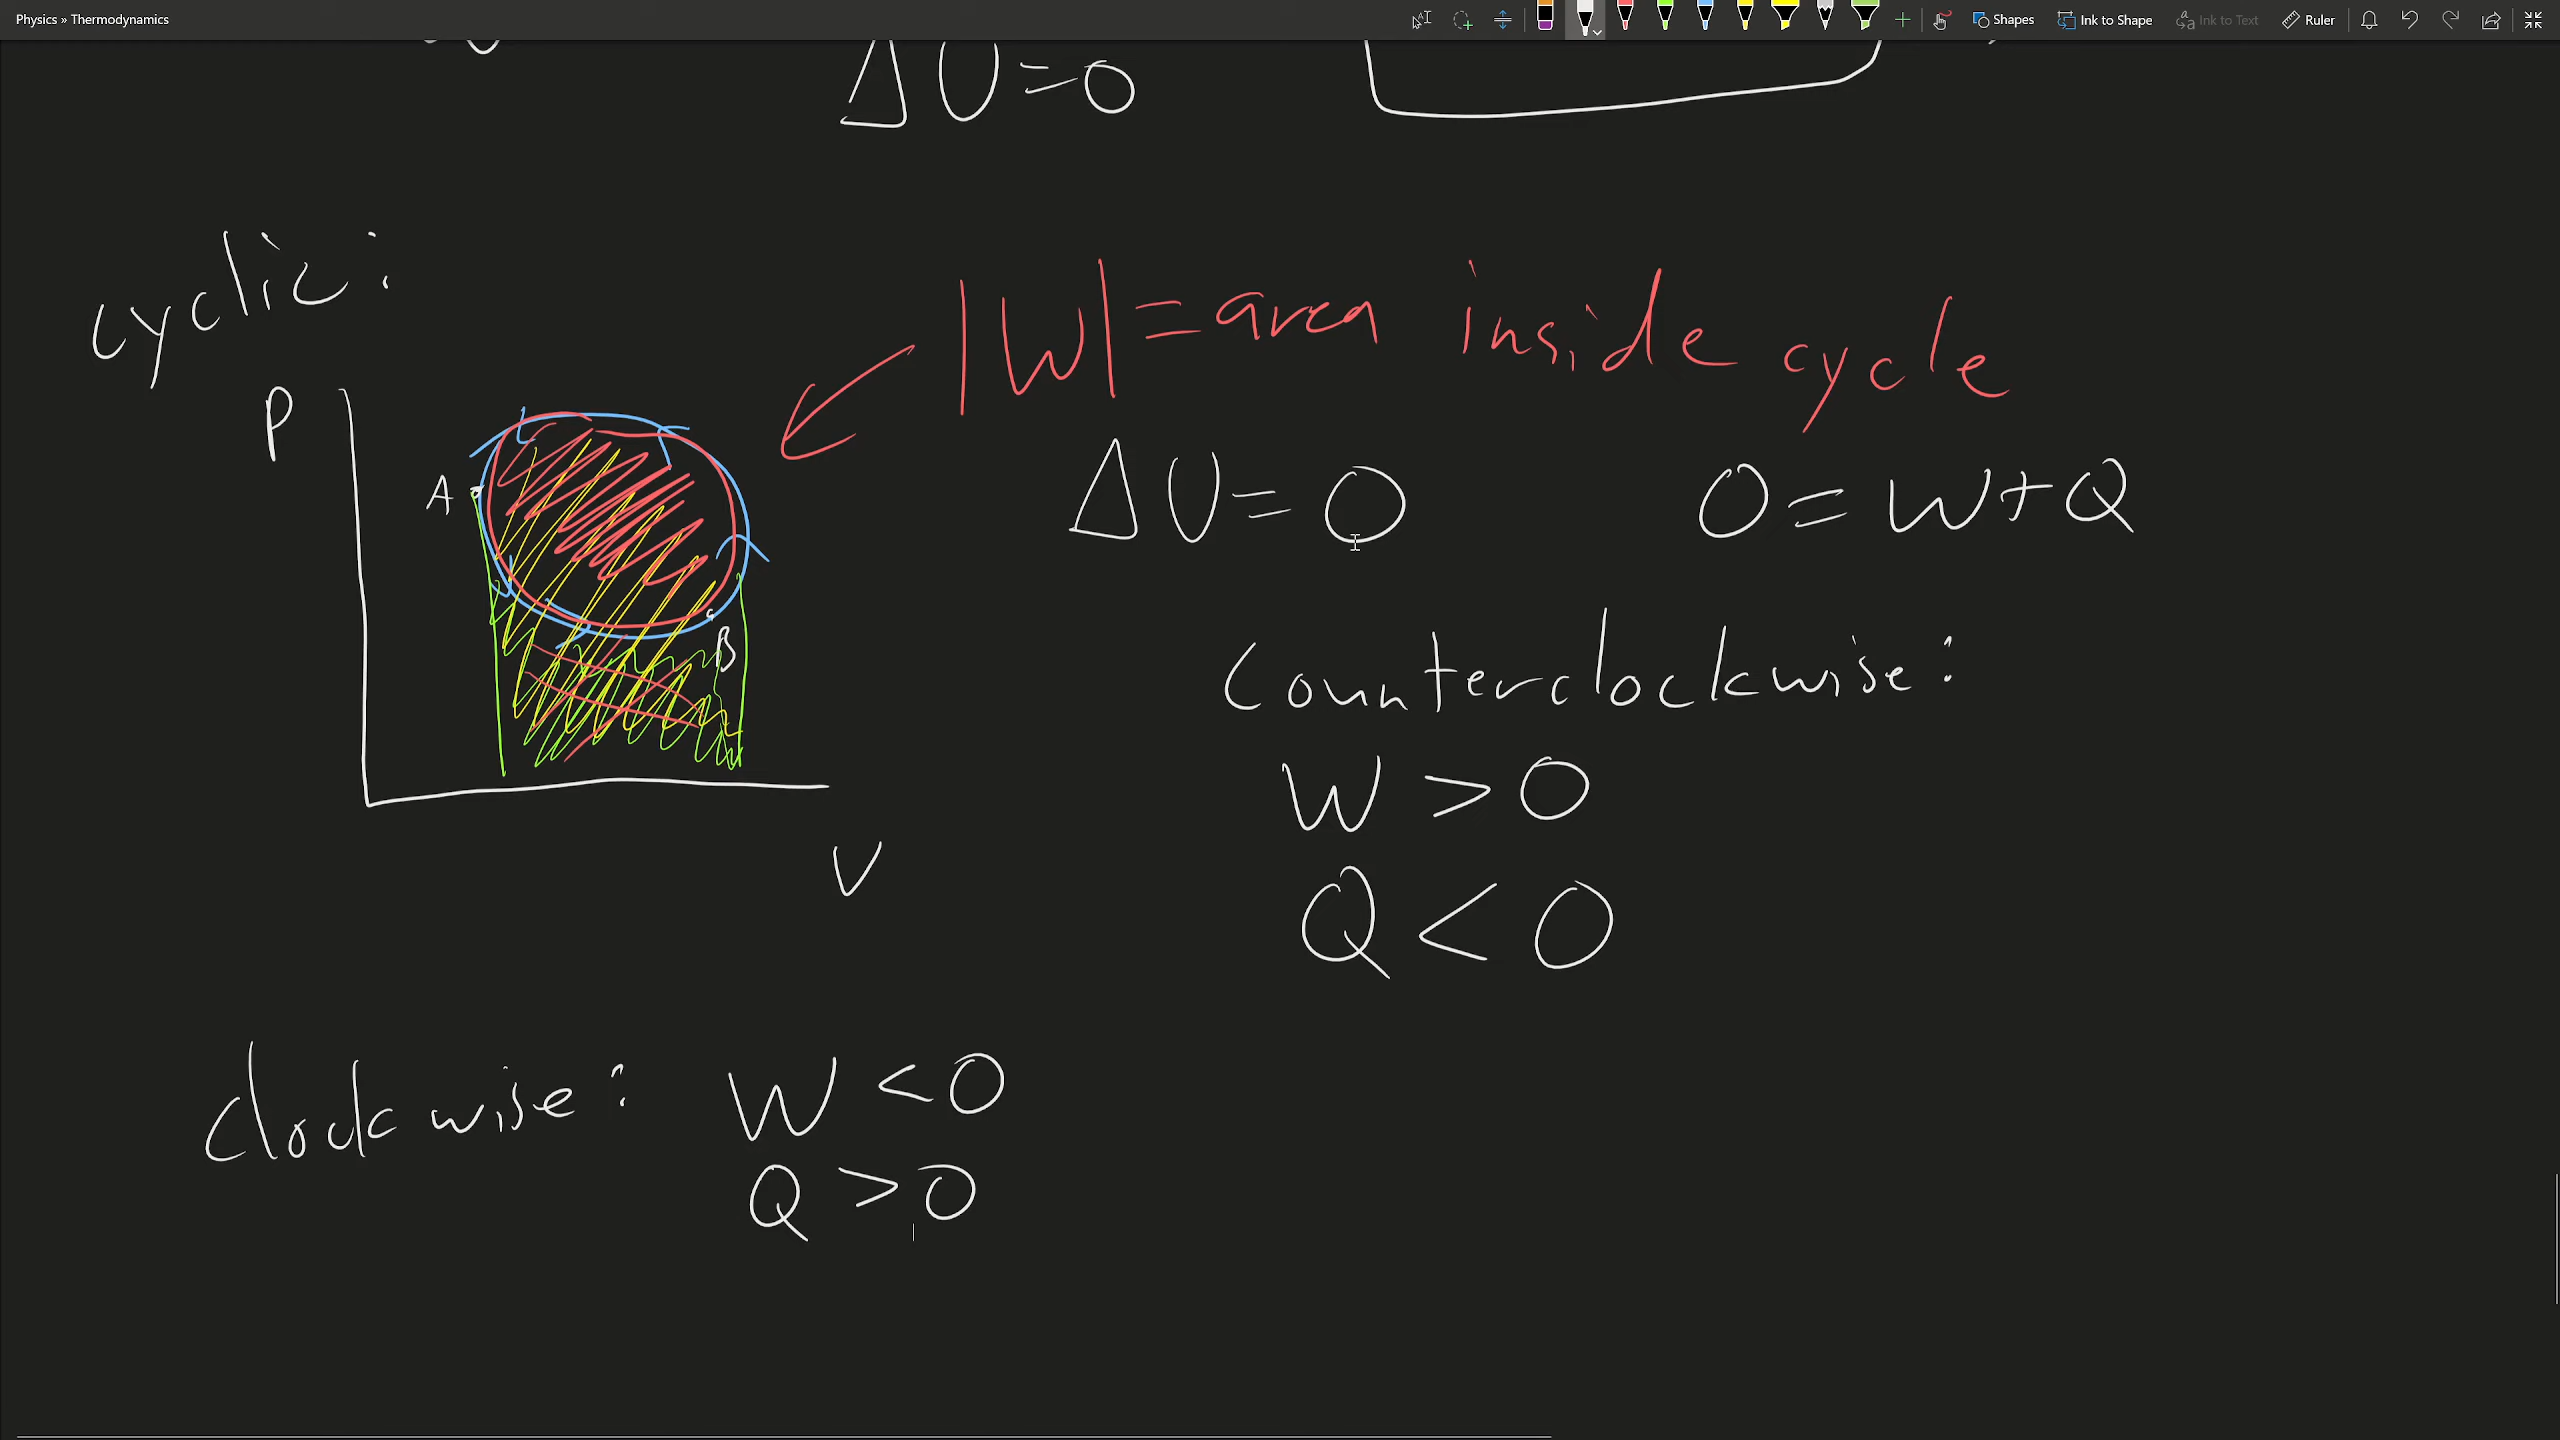 Physics » Thermodynamics
Shapes
Ink to Shape
Ink to Text
Ruler
ΔU=0
cyclic:
|W|=area inside cycle
P
A
B
V
ΔU=0
0=W+Q
Counterclockwise:
W>0
Q<0
Clockwise: W<0
Q>0